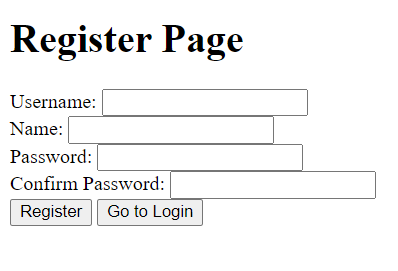 Register Page
Username:
Name:
Password:
Confirm Password:
Register Go to Login